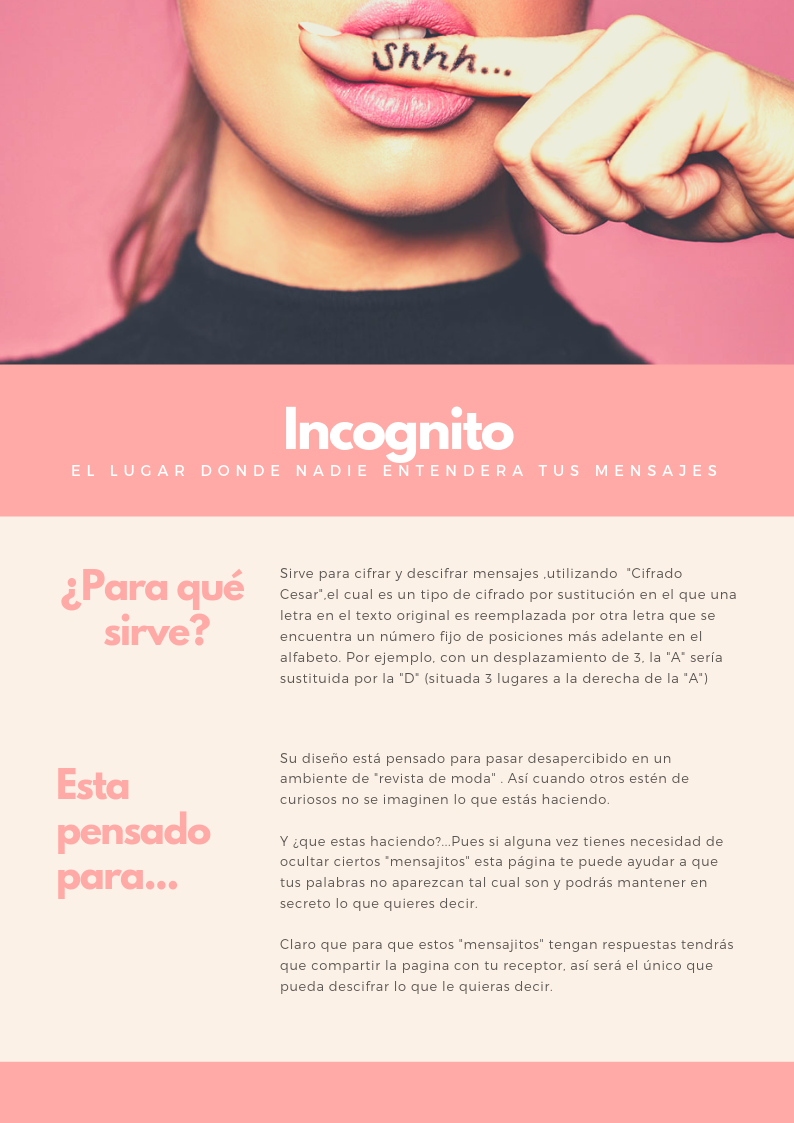 Shhh...
Incognito
EL LUGAR DONDE NADIE ENTENDERA TUS MENSAJES
¿Para qué
sirve?
Sirve para cifrar y descifrar mensajes ,utilizando  "Cifrado
Cesar",el cual es un tipo de cifrado por sustitución en el que una
letra en el texto original es reemplazada por otra letra que se
encuentra un número fijo de posiciones más adelante en el
alfabeto. Por ejemplo, con un desplazamiento de 3, la "A" sería
sustituida por la "D" (situada 3 lugares a la derecha de la "A")
Esta
pensado
para...
Su diseño está pensado para pasar desapercibido en un
ambiente de "revista de moda" . Así cuando otros estén de
curiosos no se imaginen lo que estás haciendo.
Y ¿que estas haciendo?...Pues si alguna vez tienes necesidad de
ocultar ciertos "mensajitos" esta página te puede ayudar a que
tus palabras no aparezcan tal cual son y podrás mantener en
secreto lo que quieres decir.
Claro que para que estos "mensajitos" tengan respuestas tendrás
que compartir la pagina con tu receptor, así será el único que
pueda descifrar lo que le quieras decir.